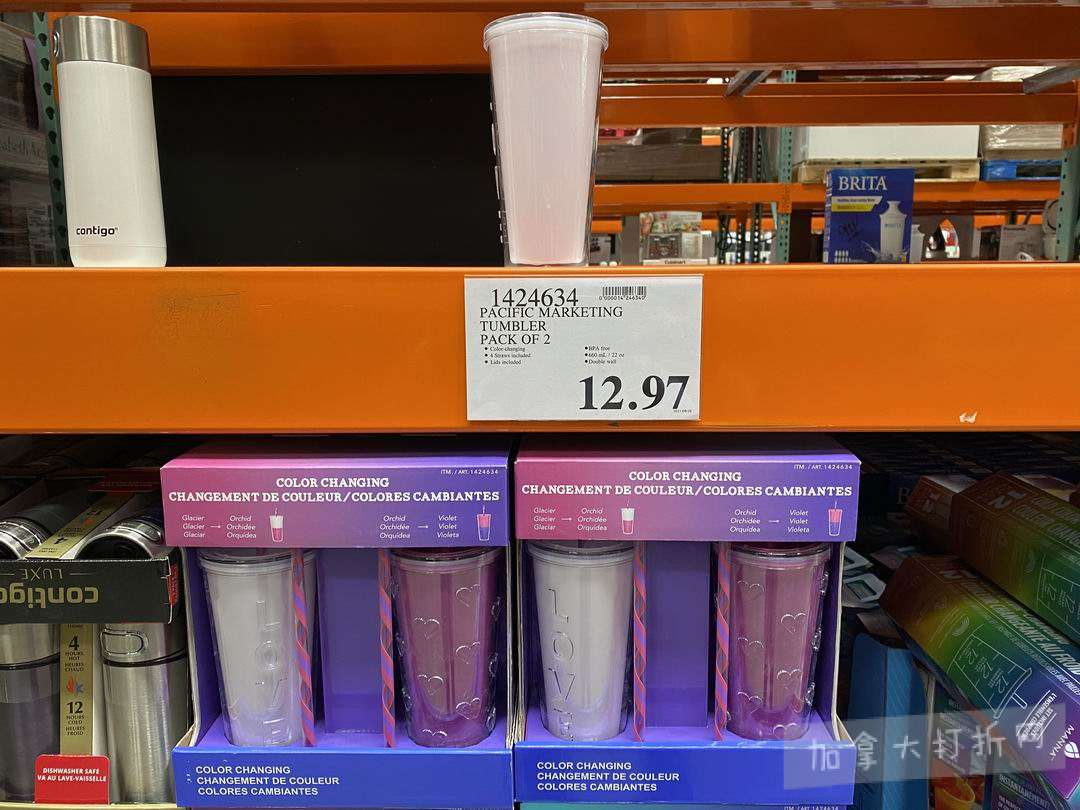 contigo
BRITA
1424634
PACIFIC MARKETING
TUMBLER
PACK OF 2
Color-changing
4 Straws included
Lids included
BPA free
660 mL / 22 oz
Double wall
12.97
ITM. / ART. 1424634
COLOR CHANGING
CHANGEMENT DE COULEUR/COLORES CAMBIANTES
Glacier Orchid
Glacier Orchidée
Glaciar Orquídea
Orchid Violet
Orchidée Violet
Orquídea Violeta
ITM. / ART. 1424634
COLOR CHANGING
CHANGEMENT DE COULEUR/COLORES CAMBIANTES
Glacier Orchid
Glacier Orchidée
Glaciar Orquídea
Orchid Violet
Orchidée Violet
Orquídea Violeta
LUXE
contigo
4
HOURS
HOT
HEURES
CHAUD
12
HOURS
COLD
HEURES
FROID
DISHWASHER SAFE
VA AU LAVE-VAISSELLE
LOVE
COLOR CHANGING
CHANGEMENT DE COULEUR
COLORES CAMBIANTES
COLOR CHANGING
CHANGEMENT DE COULEUR
COLORES CAMBIANTES
MANNA
加拿大打折网